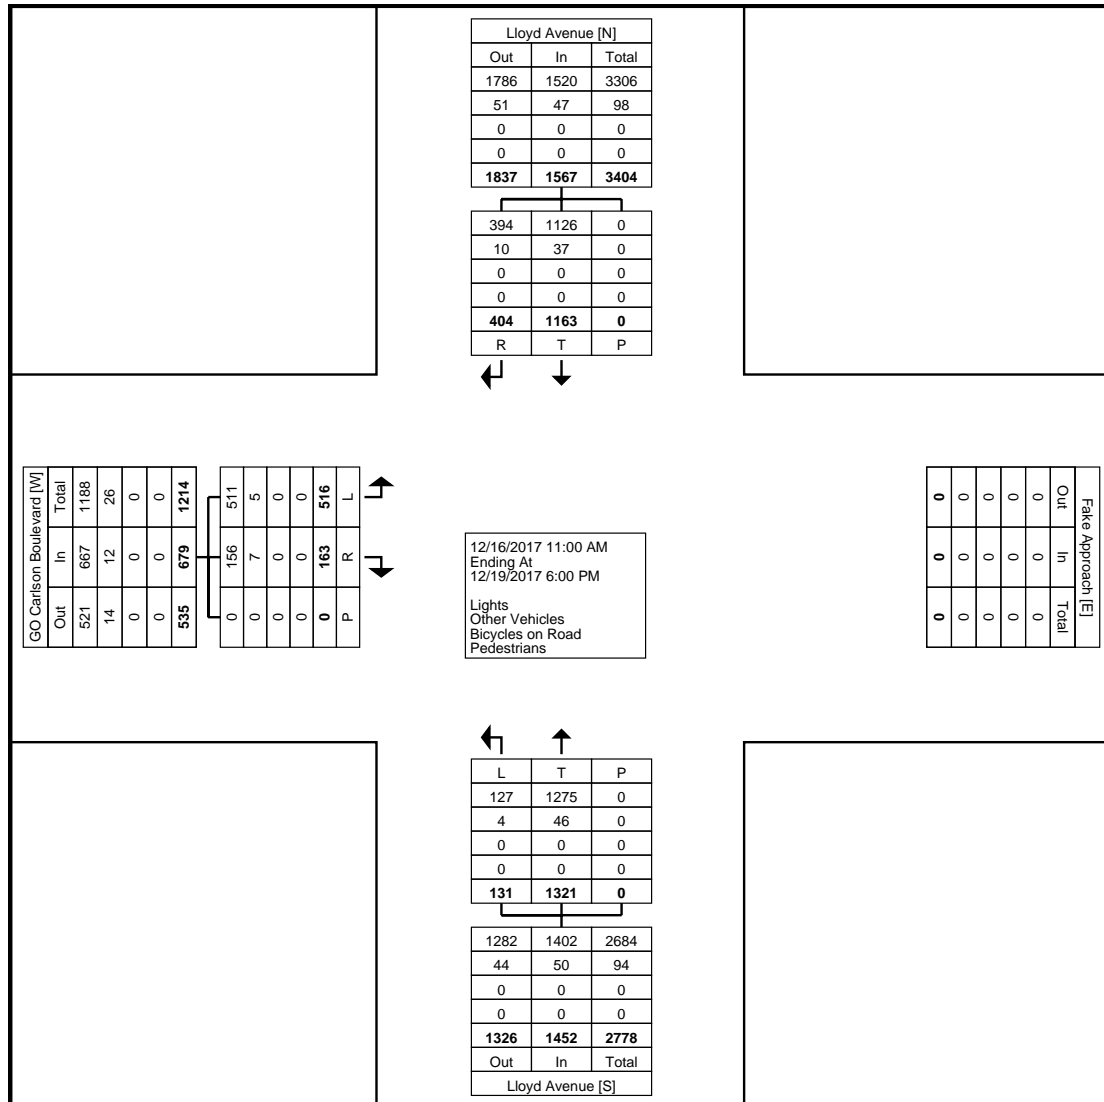 Lloyd Avenue [N]
Out In Total
1786 1520 3306
51 47 98
0 0 0
0 0 0
1837 1567 3404
394 1126 0
10 37 0
0 0 0
0 0 0
404 1163 0
R T P
GO Carlson Boulevard [W]
Out In Total
521 667 1188
14 12 26
0 0 0
0 0 0
535 679 1214
0 156 511
0 7 5
0 0 0
0 0 0
0 163 516
P R L
12/16/2017 11:00 AM
Ending At
12/19/2017 6:00 PM
Lights
Other Vehicles
Bicycles on Road
Pedestrians
Fake Approach [E]
Out In Total
0 0 0
0 0 0
0 0 0
0 0 0
0 0 0
L T P
127 1275 0
4 46 0
0 0 0
0 0 0
131 1321 0
1282 1402 2684
44 50 94
0 0 0
0 0 0
1326 1452 2778
Out In Total
Lloyd Avenue [S]